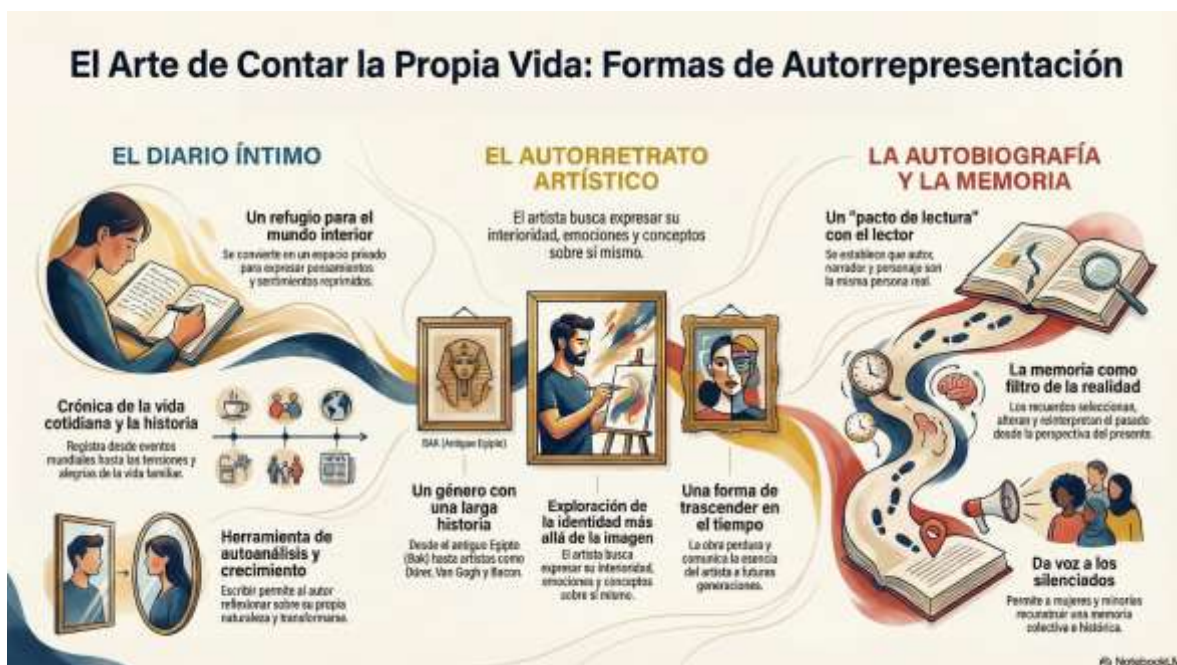 El Arte de Contar la Propia Vida: Formas de Autorrepresentación
EL DIARIO ÍNTIMO
Un refugio para el
mundo interior
Se convierte en un espacio privado
para expresar pensamientos
y sentimientos reprimidos.
Crónica de la vida
cotidiana y la historia
Registra desde eventos
mundiales hasta las tensiones y
alegrías de la vida familiar.
Herramienta de
autoanálisis y
crecimiento
Escribir permite al autor
reflexionar sobre su propia
naturaleza y transformarse.
EL AUTORRETRATO
ARTÍSTICO
El artista busca expresar su
interioridad, emociones y conceptos
sobre sí mismo.
BAK (Antiguo Egipto)
Un género con
una larga
historia
Desde el antiguo Egipto
(Bak) hasta artistas como
Dürer, Van Gogh y Bacon.
Exploración de
la identidad más
allá de la imagen
El artista busca
expresar su interioridad,
emociones y conceptos
sobre sí mismo.
Una forma de
trascender en
el tiempo
La obra perdura y
comunica la esencia
del artista a futuras
generaciones.
LA AUTOBIOGRAFÍA
Y LA MEMORIA
Un "pacto de lectura"
con el lector
Se establece que autor,
narrador y personaje son
la misma persona real.
La memoria como
filtro de la realidad
Los recuerdos seleccionan,
alteran y reinterpretan el pasado
desde la perspectiva del presente.
Da voz a los
silenciados
Permite a mujeres y minorías
reconstruir una memoria
colectiva e histórica.
NotebookLM